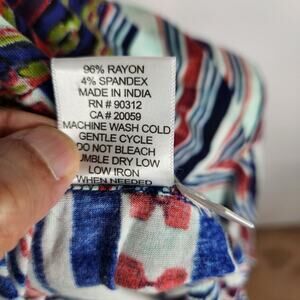 96% RAYON
4% SPANDEX
MADE IN INDIA
RN # 90312
CA # 20059
MACHINE WASH COLD
GENTLE CYCLE
DO NOT BLEACH
UMBLE DRY LOW
LOW IRON
WHEN NEEDED